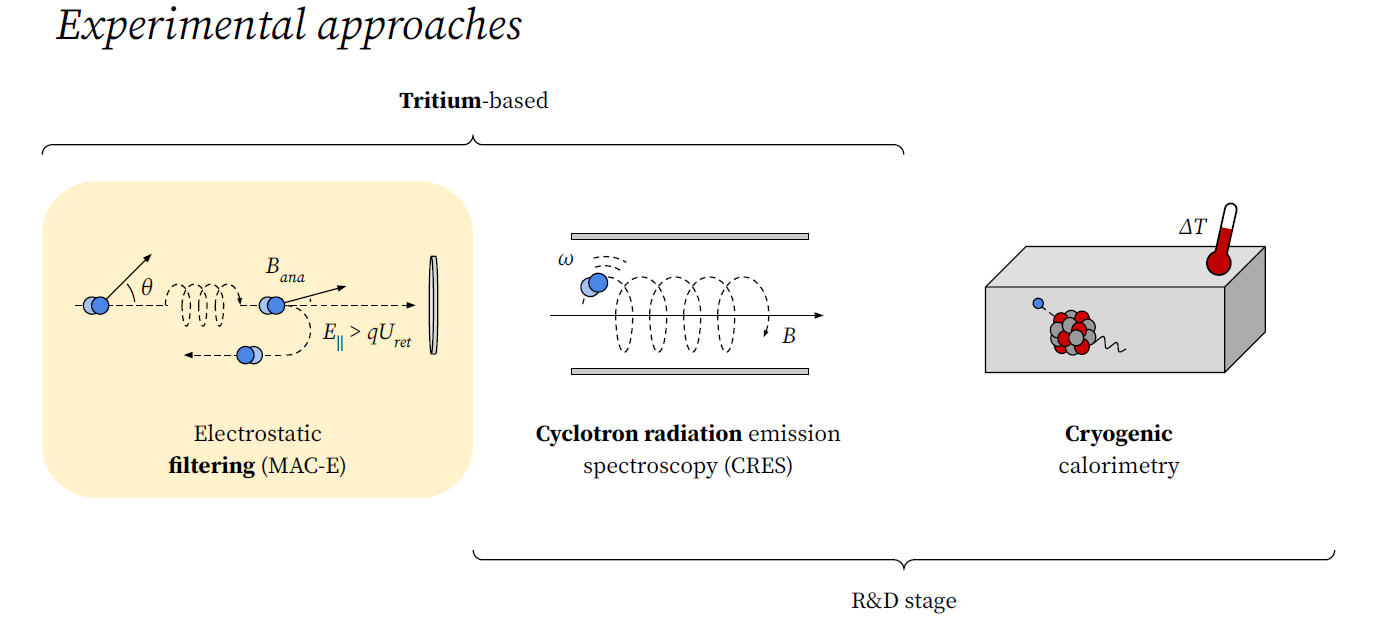 Experimental approaches
Tritium-based
θ
B_ana
E_|| > qU_ret
ω
B
ΔT
Electrostatic
filtering (MAC-E)
Cyclotron radiation emission
spectroscopy (CRES)
Cryogenic
calorimetry
R&D stage